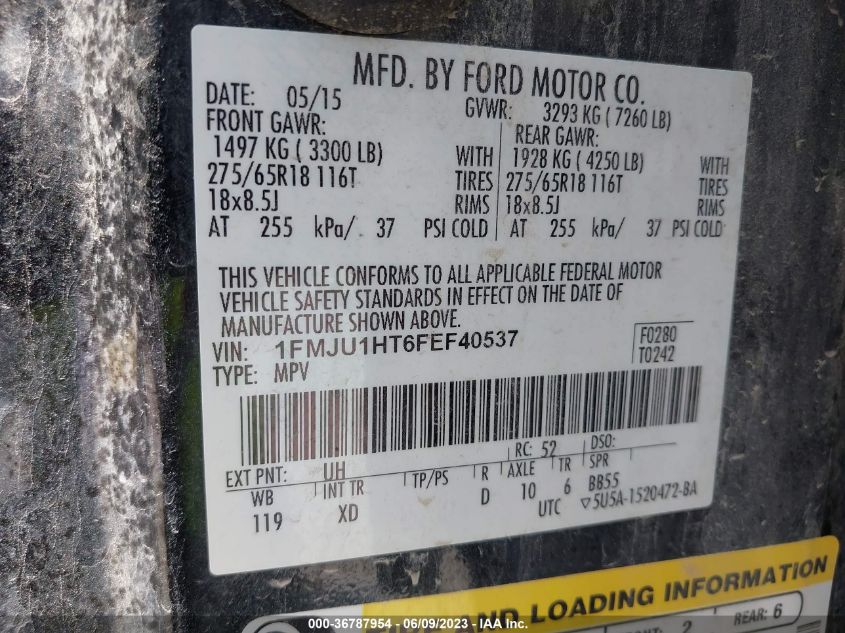 MFD. BY FORD MOTOR CO.
DATE: 05/15 GVWR: 3293 KG ( 7260 LB)
FRONT GAWR: REAR GAWR:
1497 KG ( 3300 LB) WITH 1928 KG ( 4250 LB) WITH
275/65R18 116T TIRES 275/65R18 116T TIRES
18x8.5J RIMS 18x8.5J RIMS
AT 255 kPa/ 37 PSI COLD AT 255 kPa/ 37 PSI COLD
THIS VEHICLE CONFORMS TO ALL APPLICABLE FEDERAL MOTOR
VEHICLE SAFETY STANDARDS IN EFFECT ON THE DATE OF
MANUFACTURE SHOWN ABOVE.
VIN: 1FMJU1HT6FEF40537 F0280
TYPE: MPV T0242
EXT PNT: UH RC: 52 DSO:
WB INT TR TP/PS R AXLE TR SPR
119 XD D 10 6 BB55
UTC ▽5U5A-1520472-BA
AND LOADING INFORMATION
2 REAR: 6
000-36787954 - 06/09/2023 - IAA Inc.